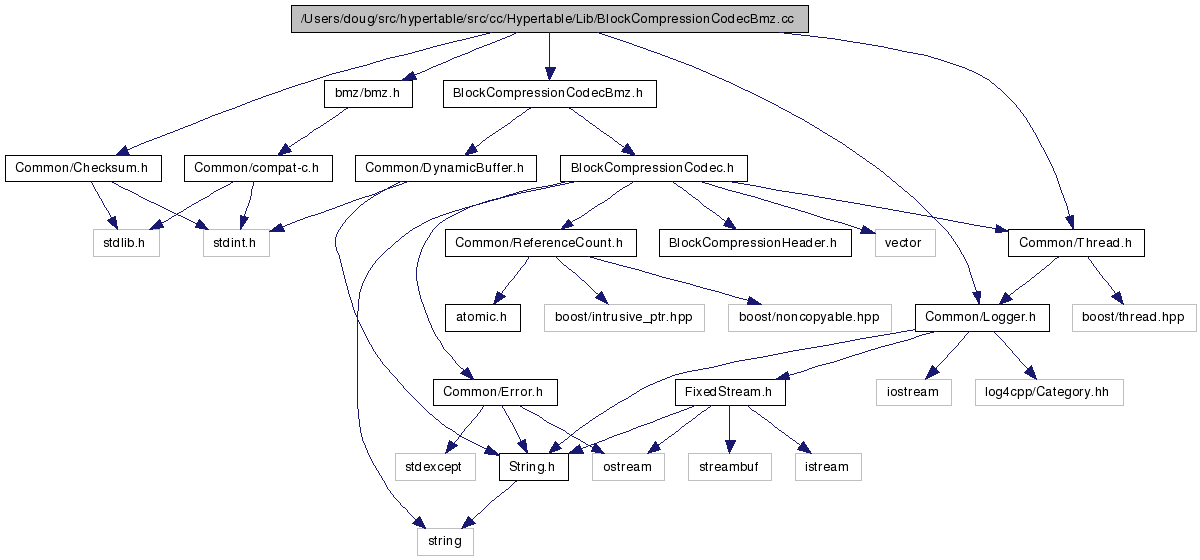 /Users/doug/src/hypertable/src/cc/Hypertable/Lib/BlockCompressionCodecBmz.cc
bmz/bmz.h
BlockCompressionCodecBmz.h
Common/Checksum.h
Common/compat-c.h
Common/DynamicBuffer.h
BlockCompressionCodec.h
stdlib.h
stdint.h
Common/ReferenceCount.h
BlockCompressionHeader.h
vector
Common/Thread.h
atomic.h
boost/intrusive_ptr.hpp
boost/noncopyable.hpp
Common/Logger.h
boost/thread.hpp
Common/Error.h
FixedStream.h
iostream
log4cpp/Category.hh
stdexcept
String.h
ostream
streambuf
istream
string